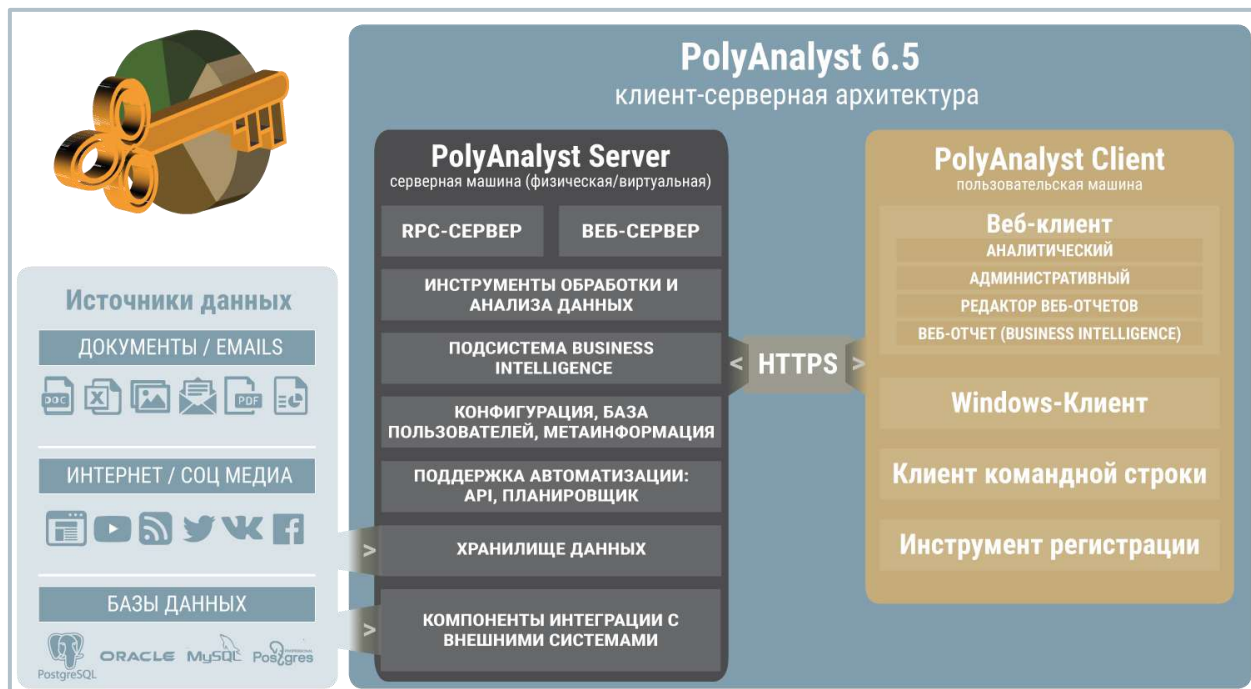 PolyAnalyst 6.5
клиент-серверная архитектура
Источники данных
ДОКУМЕНТЫ / EMAILS
DOC
X
PDF
ИНТЕРНЕТ / СОЦ МЕДИА
БАЗЫ ДАННЫХ
PostgreSQL
ORACLE
MySQL
Postgres
PolyAnalyst Server
серверная машина (физическая/виртуальная)
RPC-СЕРВЕР
ВЕБ-СЕРВЕР
ИНСТРУМЕНТЫ ОБРАБОТКИ И
АНАЛИЗА ДАННЫХ
ПОДСИСТЕМА BUSINESS
INTELLIGENCE
КОНФИГУРАЦИЯ, БАЗА
ПОЛЬЗОВАТЕЛЕЙ, МЕТАИНФОРМАЦИЯ
ПОДДЕРЖКА АВТОМАТИЗАЦИИ:
API, ПЛАНИРОВЩИК
> ХРАНИЛИЩЕ ДАННЫХ
> КОМПОНЕНТЫ ИНТЕГРАЦИИ С
ВНЕШНИМИ СИСТЕМАМИ
< HTTPS >
PolyAnalyst Client
пользовательская машина
Веб-клиент
АНАЛИТИЧЕСКИЙ
АДМИНИСТРАТИВНЫЙ
РЕДАКТОР ВЕБ-ОТЧЕТОВ
ВЕБ-ОТЧЕТ (BUSINESS INTELLIGENCE)
Windows-Клиент
Клиент командной строки
Инструмент регистрации